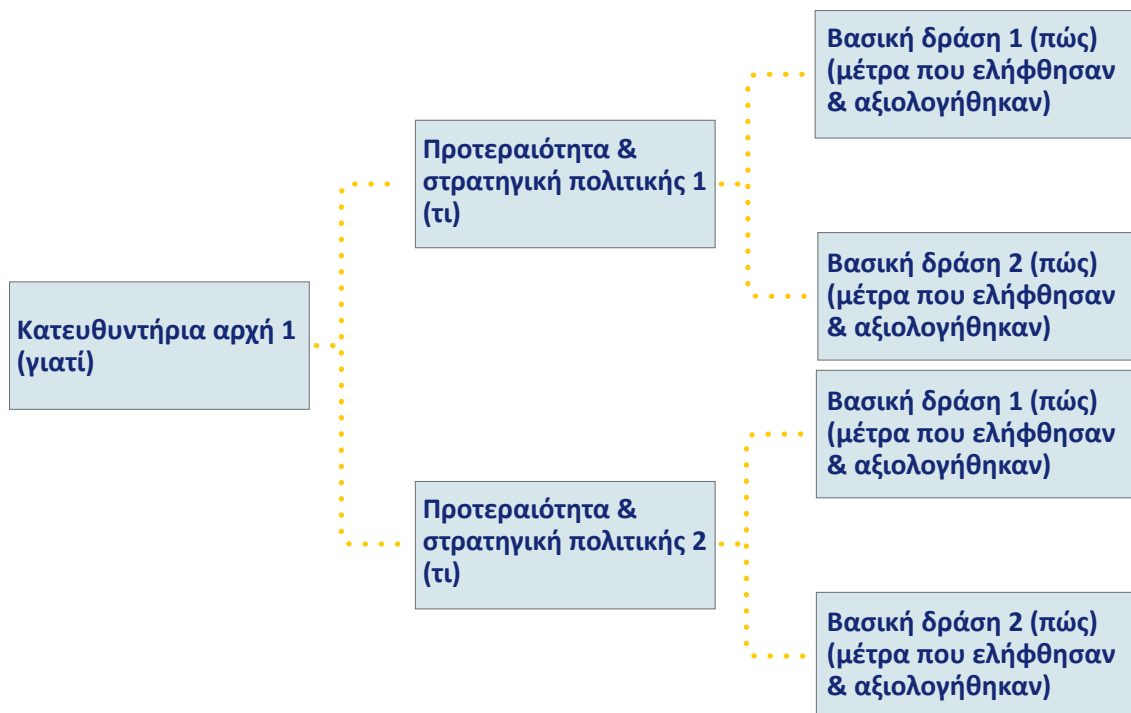 Κατευθυντήρια αρχή 1
(γιατί)
Προτεραιότητα &
στρατηγική πολιτικής 1
(τι)
Βασική δράση 1 (πώς)
(μέτρα που ελήφθησαν
& αξιολογήθηκαν)
Βασική δράση 2 (πώς)
(μέτρα που ελήφθησαν
& αξιολογήθηκαν)
Προτεραιότητα &
στρατηγική πολιτικής 2
(τι)
Βασική δράση 1 (πώς)
(μέτρα που ελήφθησαν
& αξιολογήθηκαν)
Βασική δράση 2 (πώς)
(μέτρα που ελήφθησαν
& αξιολογήθηκαν)